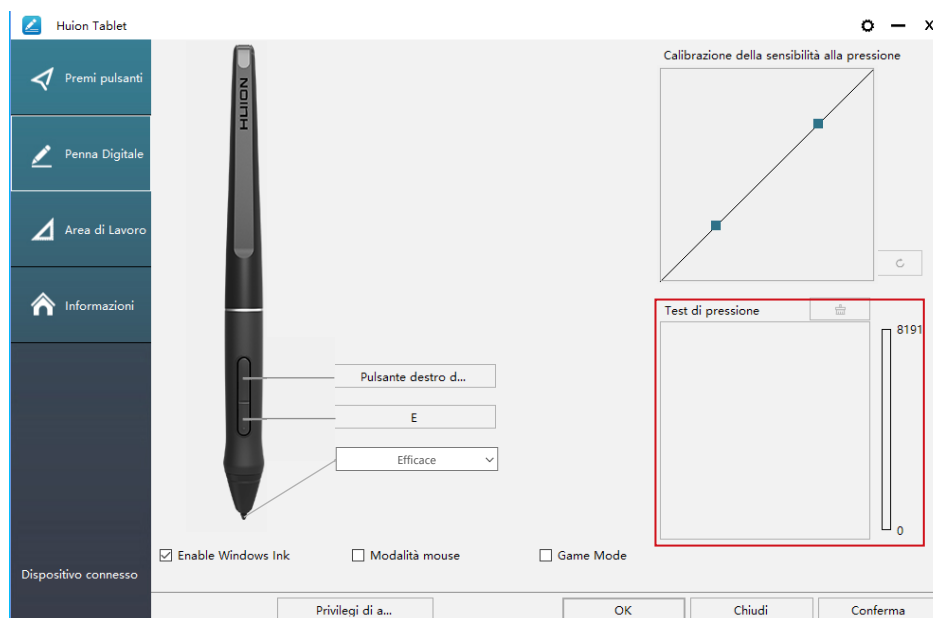 Huion Tablet
Premi pulsanti
Penna Digitale
Area di Lavoro
Informazioni
Dispositivo connesso
HUION
Pulsante destro d...
E
Efficace
Enable Windows Ink
Modalità mouse
Game Mode
Calibrazione della sensibilità alla pressione
Test di pressione
8191
0
Privilegi di a...
OK
Chiudi
Conferma